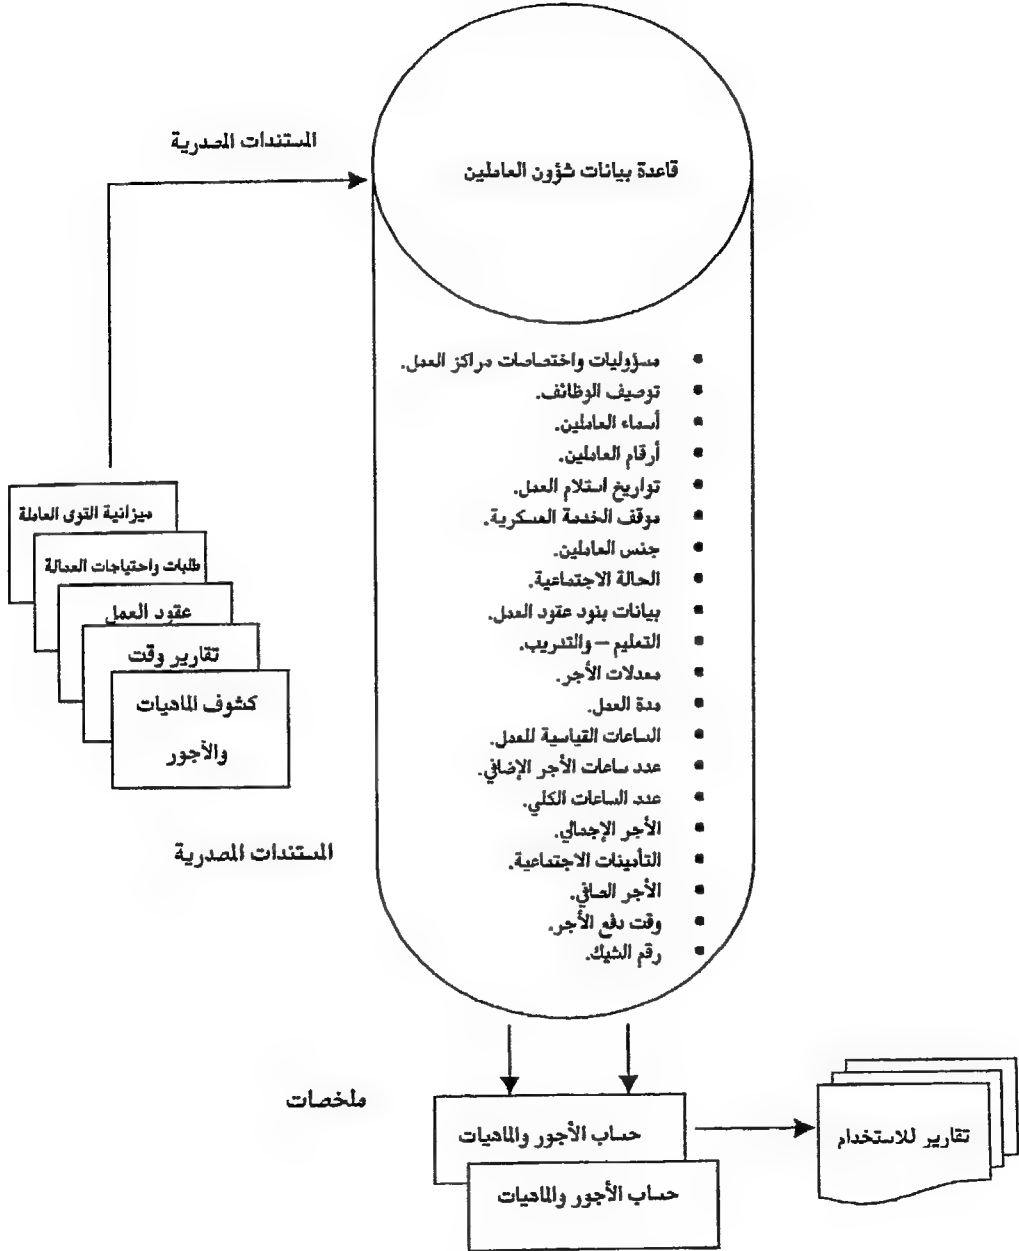 المستندات المصدرية
قاعدة بيانات شؤون العاملين
• مسؤوليات واختصاصات مراكز العمل.
• توصيف الوظائف.
• أسماء العاملين.
• أرقام العاملين.
• تواريخ استلام العمل.
• موقف الخدمة العسكرية.
• جنس العاملين.
• الحالة الاجتماعية.
• بيانات بنود عقود العمل.
• التعليم – والتدريب.
• معدلات الأجر.
• مدة العمل.
• الساعات القياسية للعمل.
• عدد ساعات الأجر الإضافي.
• عدد الساعات الكلي.
• الأجر الإجمالي.
• التأمينات الاجتماعية.
• الأجر الصافي.
• وقت دفع الأجر.
• رقم الشيك.
ميزانية القوى العاملة
طلبات واحتياجات العمالة
عقود العمل
تقارير وقت
كشوف الماهيات
والأجور
المستندات المصدرية
ملخصات
حساب الأجور والماهيات
حساب الأجور والماهيات
تقارير للاستخدام